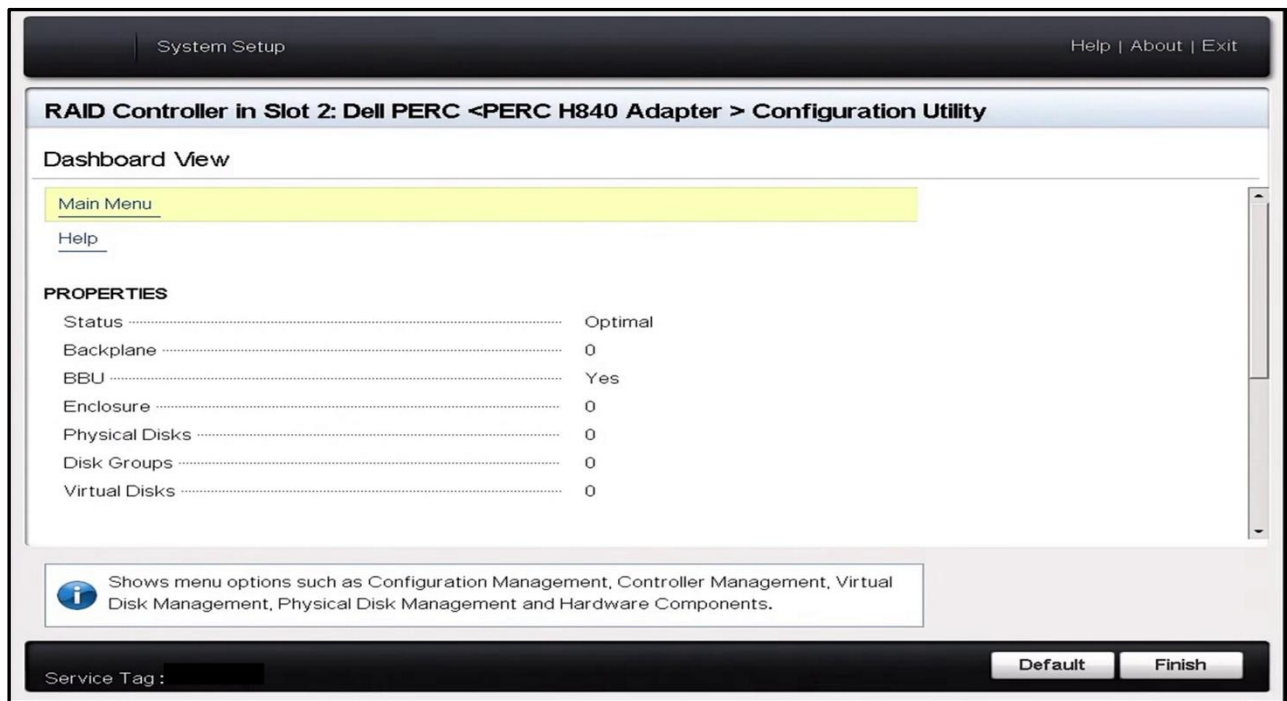 System Setup
Help | About | Exit
RAID Controller in Slot 2: Dell PERC <PERC H840 Adapter > Configuration Utility
Dashboard View
Main Menu
Help
PROPERTIES
Status Optimal
Backplane 0
BBU Yes
Enclosure 0
Physical Disks 0
Disk Groups 0
Virtual Disks 0
Shows menu options such as Configuration Management, Controller Management, Virtual
Disk Management, Physical Disk Management and Hardware Components.
Service Tag :
Default Finish